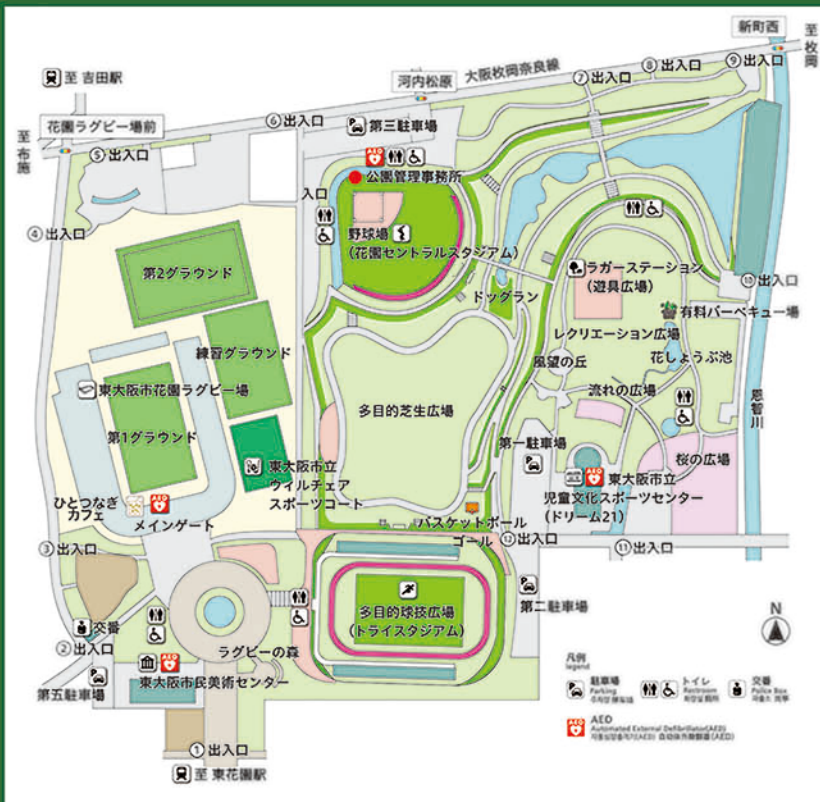 新町西
至 枚岡
至 吉田駅
河内松原
大阪枚岡奈良線
⑦出入口
⑧出入口
⑨出入口
花園ラグビー場前
至 布施
⑥出入口
第三駐車場
⑤出入口
AED
公園管理事務所
入口
④出入口
野球場
(花園セントラルスタジアム)
第2グラウンド
ラガーステーション
(遊具広場)
⑩出入口
ドッグラン
有料バーベキュー場
レクリエーション広場
練習グラウンド
風望の丘
花しょうぶ池
東大阪市花園ラグビー場
流れの広場
恩智川
多目的芝生広場
第1グラウンド
第一駐車場
桜の広場
東大阪市立
ウィルチェア
スポーツコート
AED
東大阪市立
児童文化スポーツセンター
(ドリーム21)
ひとつなぎ
カフェ
AED
メインゲート
バスケットボール
ゴール
⑫出入口
⑪出入口
③出入口
第二駐車場
多目的球技広場
(トライスタジアム)
交番
②出入口
ラグビーの森
AED
東大阪市民美術センター
第五駐車場
①出入口
至 東花園駅
N
凡例
legend
駐車場
Parking
トイレ
Restroom
交番
Police Box
AED
Automated External Defibrillator(AED)